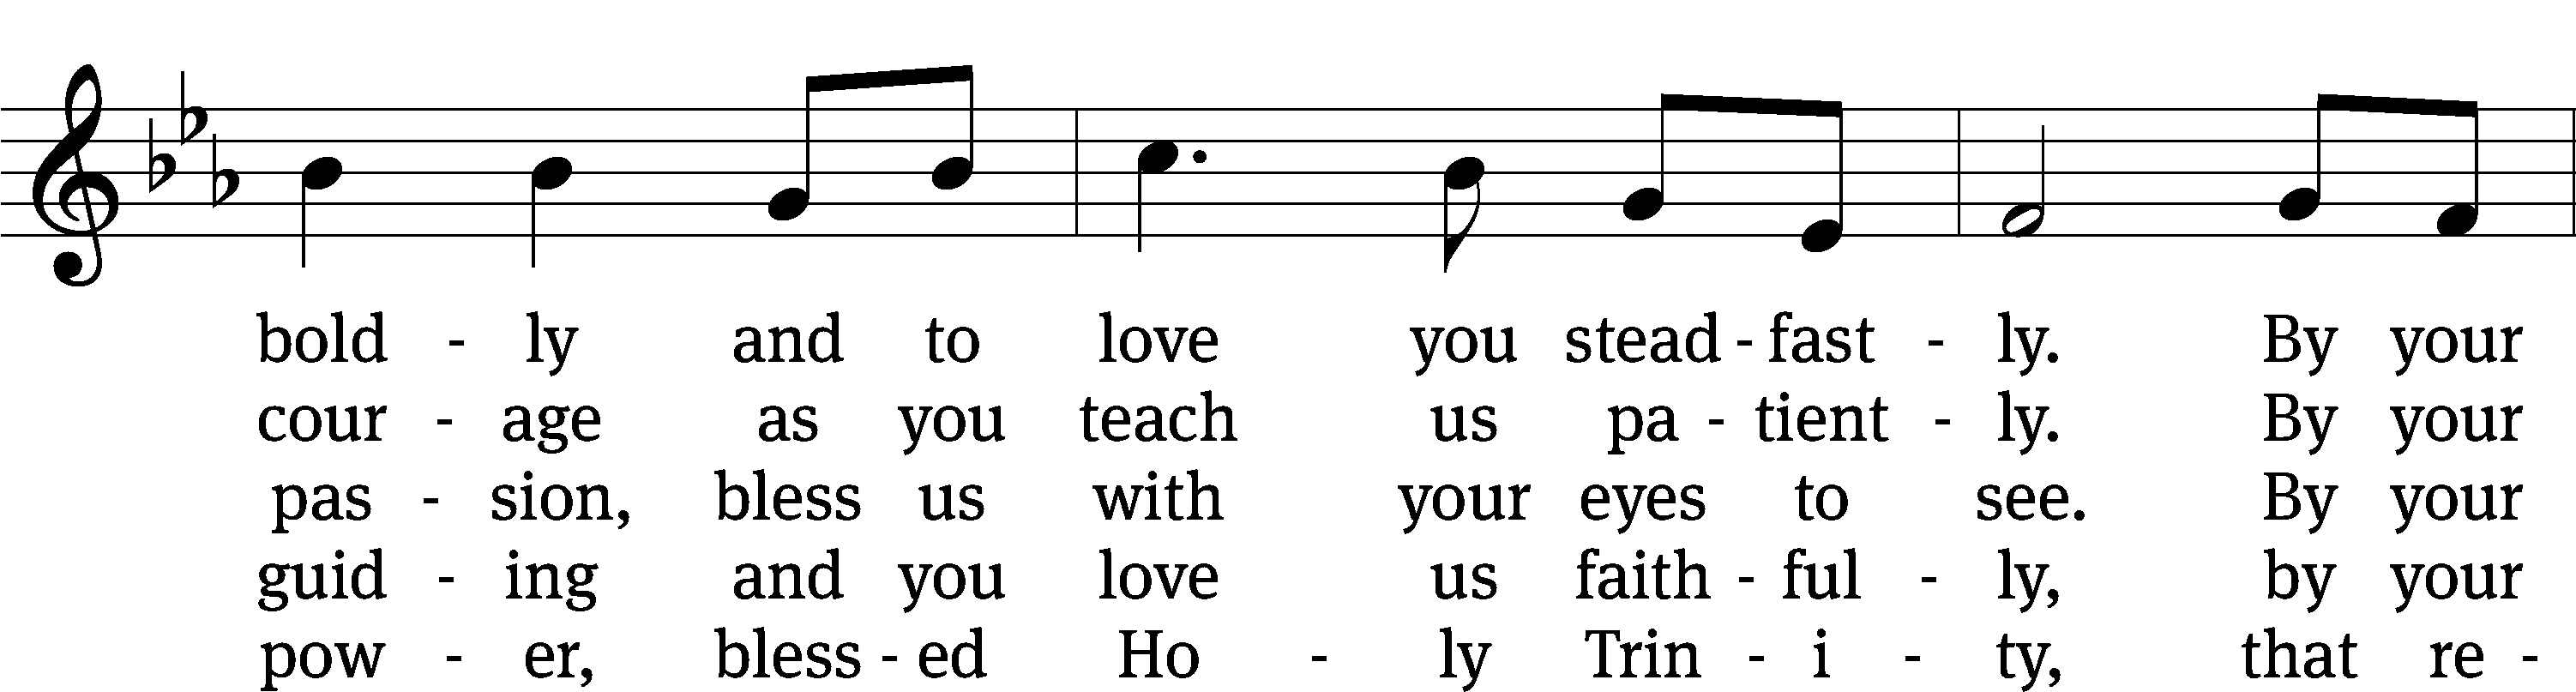 bold - ly and to love you stead - fast - ly. By your
cour - age as you teach us pa - tient - ly. By your
pas - sion, bless us with your eyes to see. By your
guid - ing and you love us faith - ful - ly, by your
pow - er, bless - ed Ho - ly Trin - i - ty, that re -